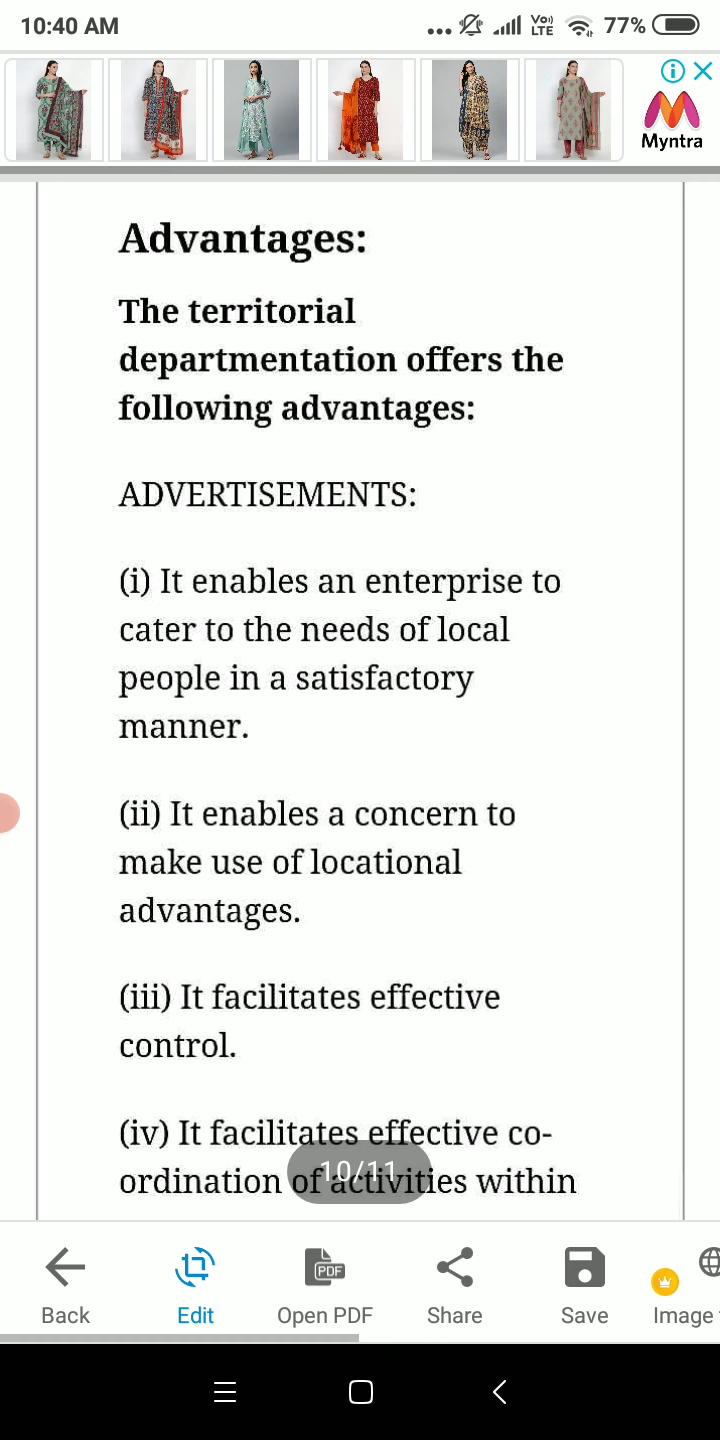 10:40 AM
Vo) LTE 77%
Myntra
Advantages:
The territorial
departmentation offers the
following advantages:
ADVERTISEMENTS:
(i) It enables an enterprise to
cater to the needs of local
people in a satisfactory
manner.
(ii) It enables a concern to
make use of locational
advantages.
(iii) It facilitates effective
control.
(iv) It facilitates effective co-
10/11
ordination of activities within
Back Edit Open PDF Share Save Image